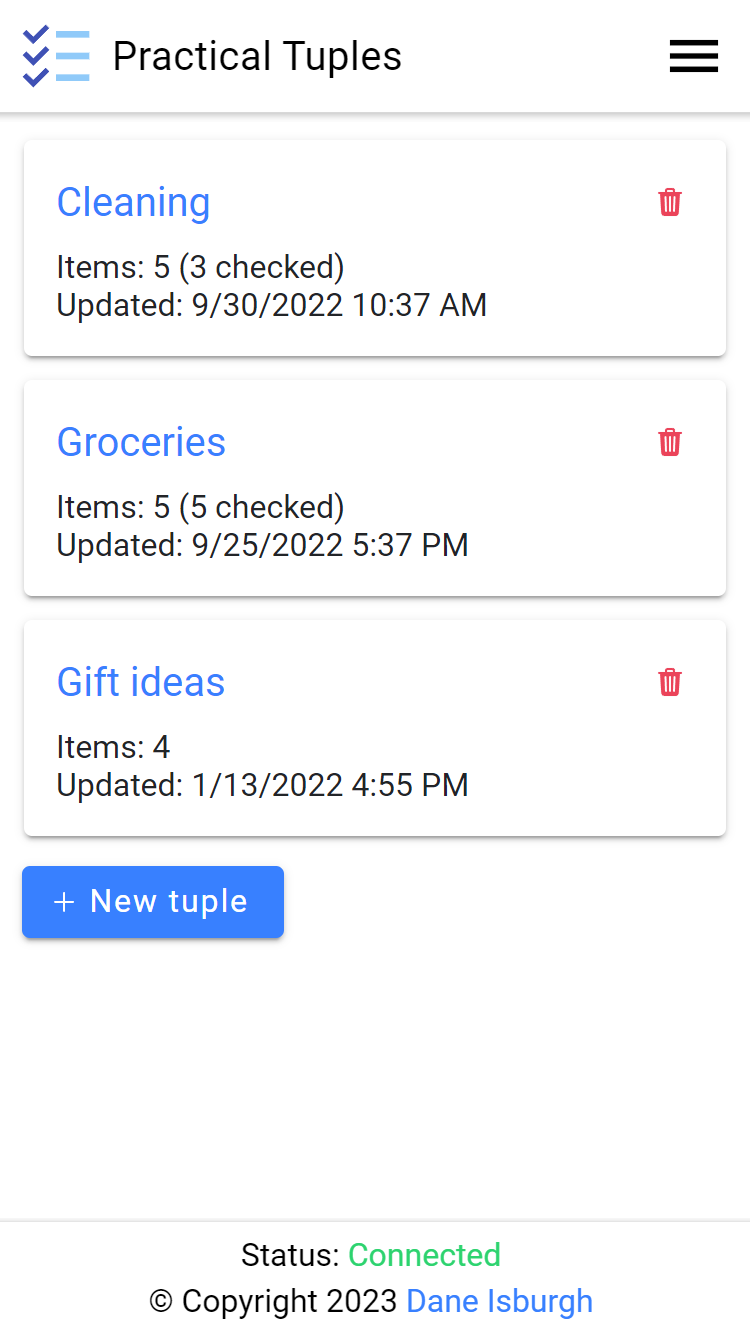 Practical Tuples
Cleaning
Items: 5 (3 checked)
Updated: 9/30/2022 10:37 AM
Groceries
Items: 5 (5 checked)
Updated: 9/25/2022 5:37 PM
Gift ideas
Items: 4
Updated: 1/13/2022 4:55 PM
+ New tuple
Status: Connected
© Copyright 2023 Dane Isburgh